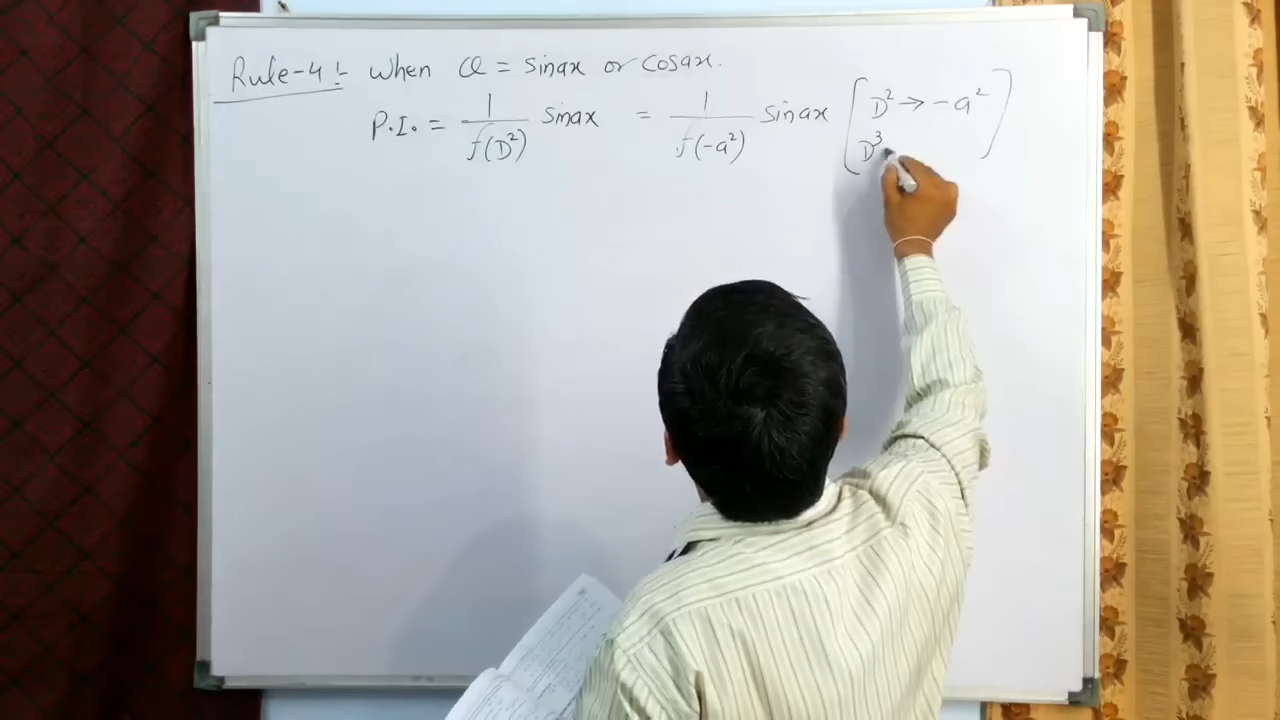 Rule-4:- When Q = sinax or cosax.
P.I. = 1/f(D²) sinax = 1/f(-a²) sinax [D² → -a²
D³]